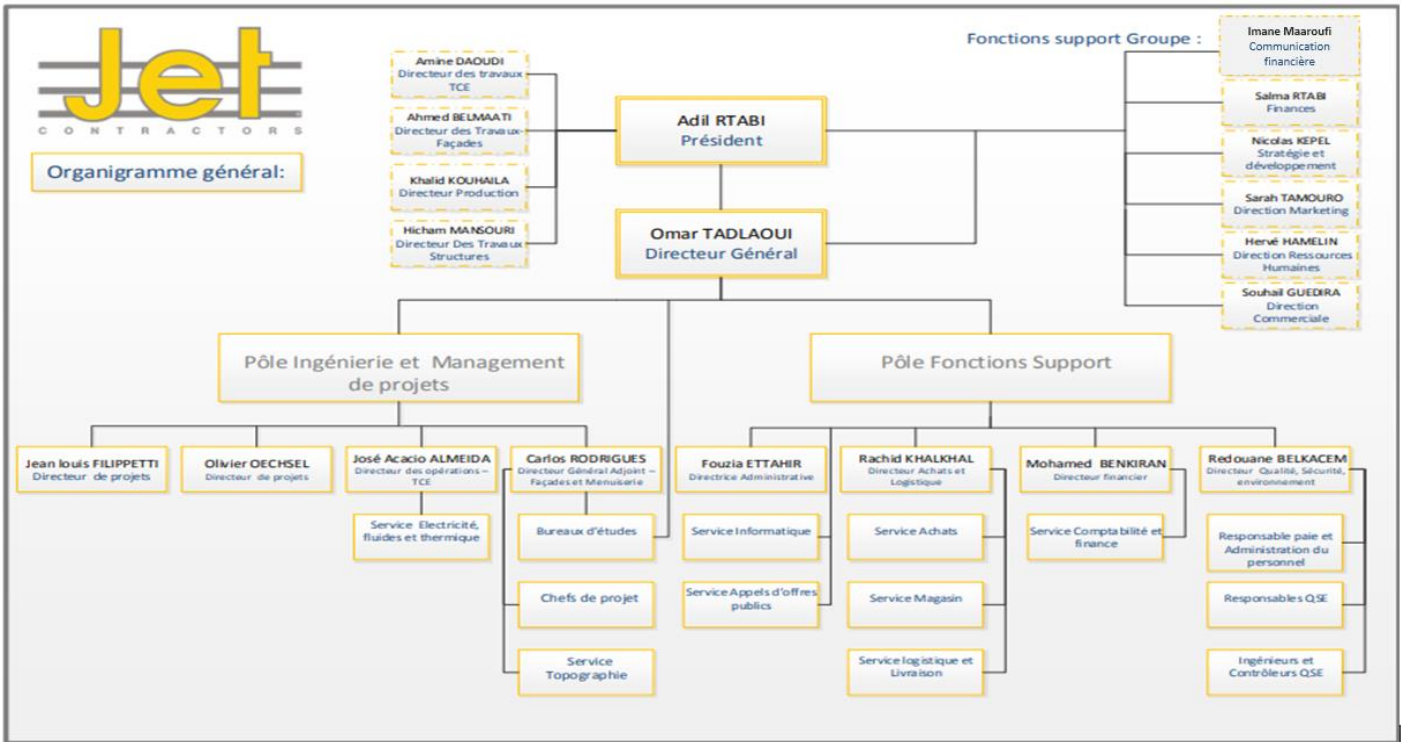 Jet
CONTRACTORS
Organigramme général:
Amine DAOUDI
Directeur des travaux
TCE
Ahmed BELMAATI
Directeur des Travaux-
Façades
Khalid KOUHAILA
Directeur Production
Hicham MANSOURI
Directeur Des Travaux
Structures
Adil RTABI
Président
Omar TADLAOUI
Directeur Général
Fonctions support Groupe :
Imane Maaroufi
Communication
financière
Salma RTABI
Finances
Nicolas KEPEL
Stratégie et
développement
Sarah TAMOURO
Direction Marketing
Hervé HAMELIN
Direction Ressources
Humaines
Souhail GUEDIRA
Direction
Commerciale
Pôle Ingénierie et Management
de projets
Pôle Fonctions Support
Jean louis FILIPPETTI
Directeur de projets
Olivier OECHSEL
Directeur de projets
José Acacio ALMEIDA
Directeur des opérations –
TCE
Carlos RODRIGUES
Directeur Général Adjoint –
Façades et Menuiserie
Fouzia ETTAHIR
Directrice Administrative
Rachid KHALKHAL
Directeur Achats et
Logistique
Mohamed BENKIRAN
Directeur financier
Redouane BELKACEM
Directeur Qualité, Sécurité,
environnement
Service Electricité,
fluides et thermique
Bureaux d'études
Service Informatique
Service Achats
Service Comptabilité et
finance
Responsable paie et
Administration du
personnel
Chefs de projet
Service Appels d'offres
publics
Service Magasin
Responsables QSE
Service
Topographie
Service logistique et
Livraison
Ingénieurs et
Contrôleurs QSE